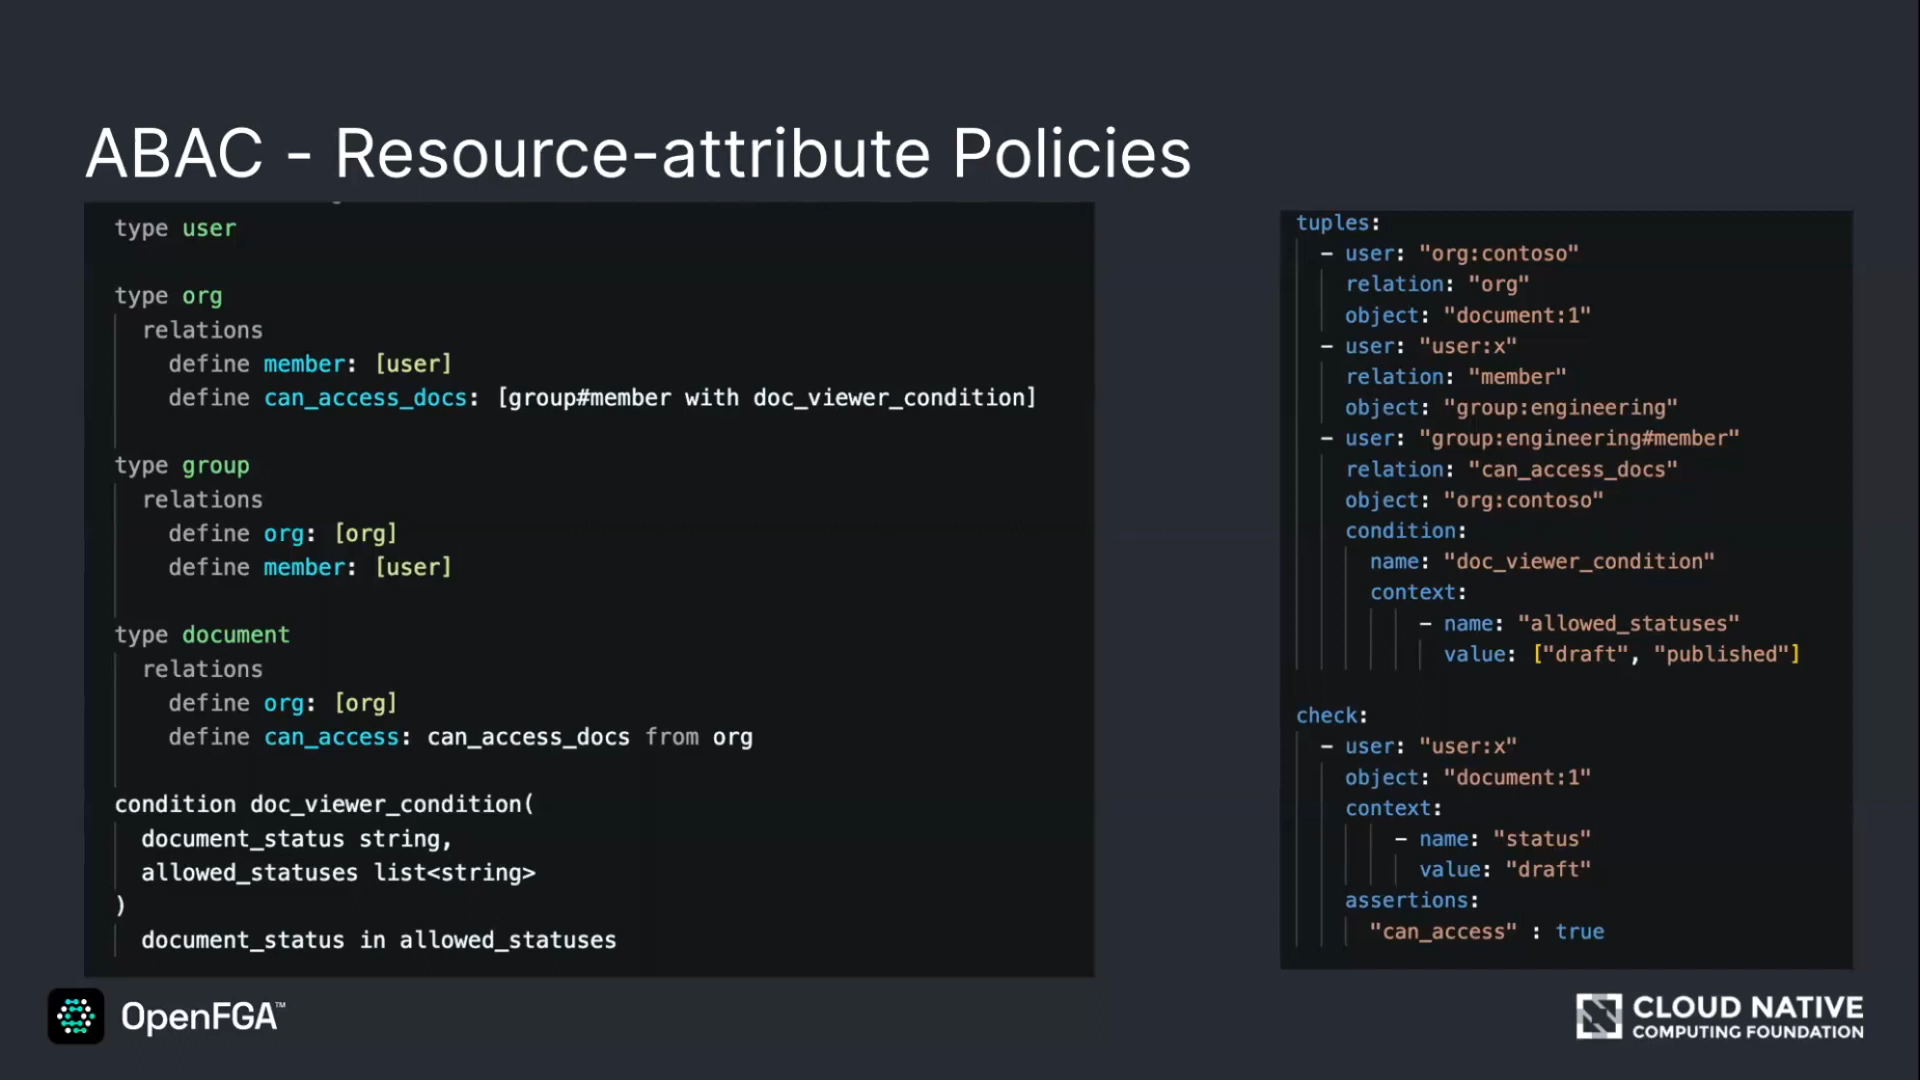 ABAC - Resource-attribute Policies
type user
type org
relations
define member: [user]
define can_access_docs: [group#member with doc_viewer_condition]
type group
relations
define org: [org]
define member: [user]
type document
relations
define org: [org]
define can_access: can_access_docs from org
condition doc_viewer_condition(
document_status string,
allowed_statuses list<string>
)
document_status in allowed_statuses
tuples:
- user: "org:contoso"
relation: "org"
object: "document:1"
- user: "user:x"
relation: "member"
object: "group:engineering"
- user: "group:engineering#member"
relation: "can_access_docs"
object: "org:contoso"
condition:
name: "doc_viewer_condition"
context:
- name: "allowed_statuses"
value: ["draft", "published"]
check:
- user: "user:x"
object: "document:1"
context:
- name: "status"
value: "draft"
assertions:
"can_access" : true
OpenFGA™
CLOUD NATIVE
COMPUTING FOUNDATION